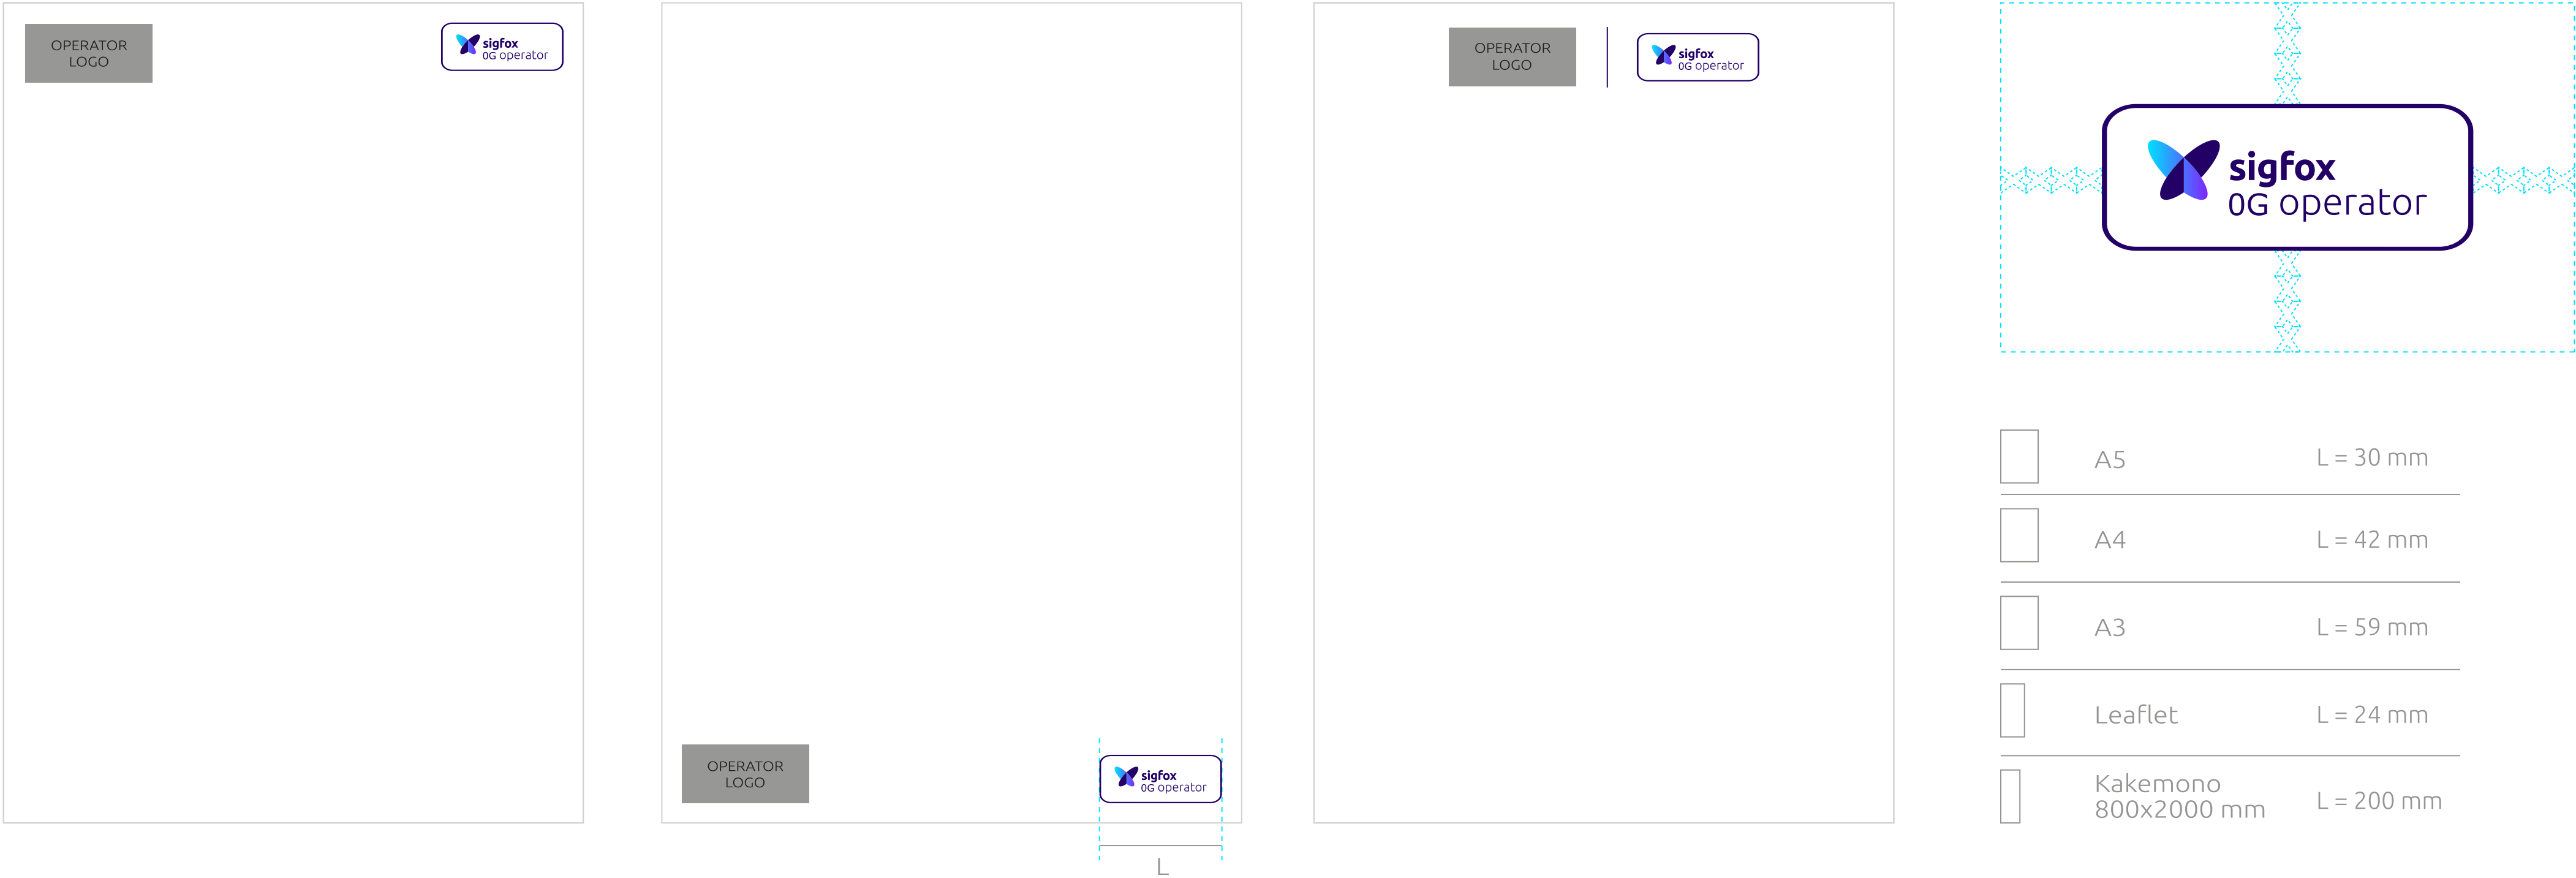 OPERATOR
LOGO
sigfox
0G operator
OPERATOR
LOGO
sigfox
0G operator
L
OPERATOR
LOGO
sigfox
0G operator
sigfox
0G operator
A5 L = 30 mm
A4 L = 42 mm
A3 L = 59 mm
Leaflet L = 24 mm
Kakemono
800x2000 mm L = 200 mm